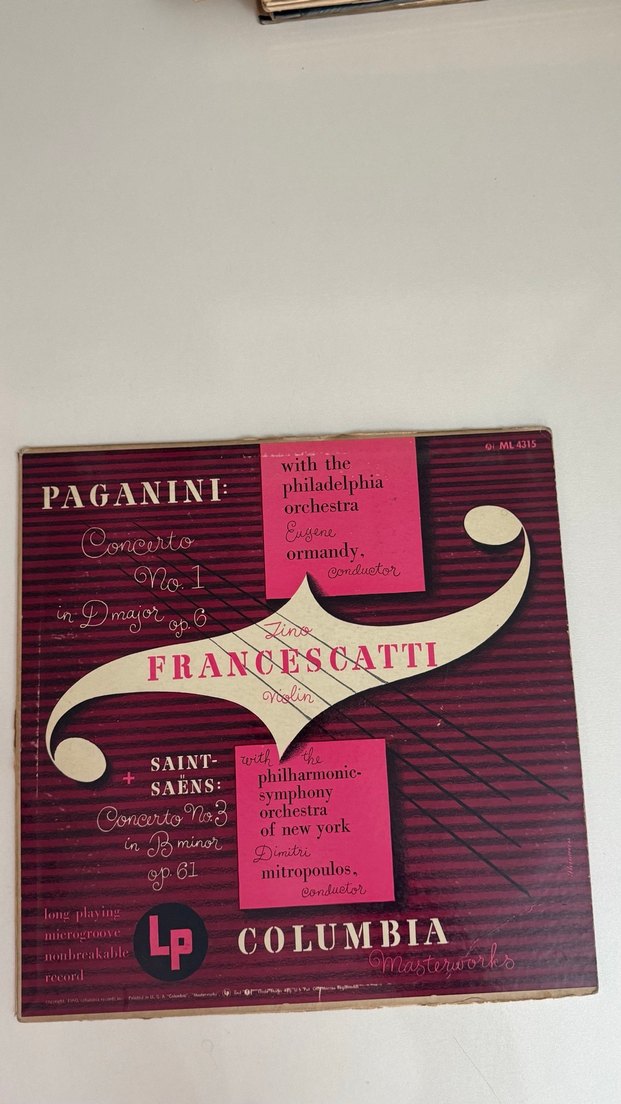 ML 4315
PAGANINI:
Concerto
No. 1
in D major
op. 6
with the
philadelphia
orchestra
Eugene
ormandy,
conductor
Zino
FRANCESCATTI
Violin
+ SAINT-
SAËNS:
Concerto No. 3
in B minor
op. 61
with the
philharmonic-
symphony
orchestra
of new york
Dimitri
mitropoulos,
conductor
long playing
microgroove
nonbreakable
record
LP
COLUMBIA
Masterworks
Printed in U. S. A.